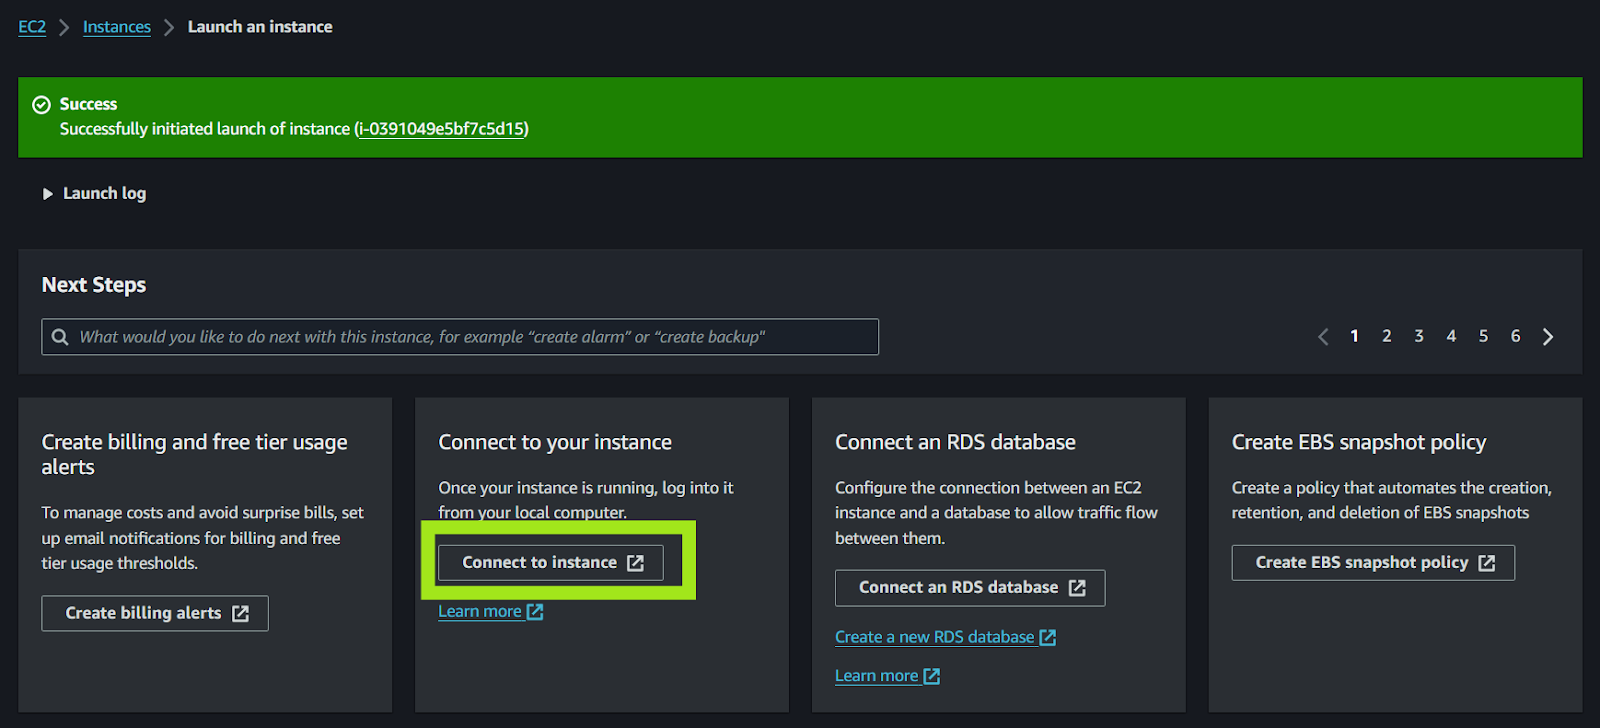 EC2 Instances Launch an instance
Success
Successfully initiated launch of instance (i-0391049e5bf7c5d15)
Launch log
Next Steps
What would you like to do next with this instance, for example “create alarm” or “create backup"
1 2 3 4 5 6
Create billing and free tier usage
alerts
To manage costs and avoid surprise bills, set
up email notifications for billing and free
tier usage thresholds.
Create billing alerts
Connect to your instance
Once your instance is running, log into it
from your local computer.
Connect to instance
Learn more
Connect an RDS database
Configure the connection between an EC2
instance and a database to allow traffic flow
between them.
Connect an RDS database
Create a new RDS database
Learn more
Create EBS snapshot policy
Create a policy that automates the creation,
retention, and deletion of EBS snapshots
Create EBS snapshot policy